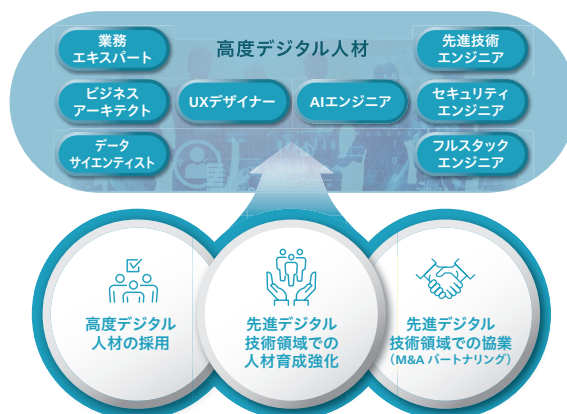 高度デジタル人材
業務
エキスパート
先進技術
エンジニア
ビジネス
アーキテクト
UXデザイナー
AIエンジニア
セキュリティ
エンジニア
データ
サイエンティスト
フルスタック
エンジニア
高度デジタル
人材の採用
先進デジタル
技術領域での
人材育成強化
先進デジタル
技術領域での協業
（M&A パートナリング）